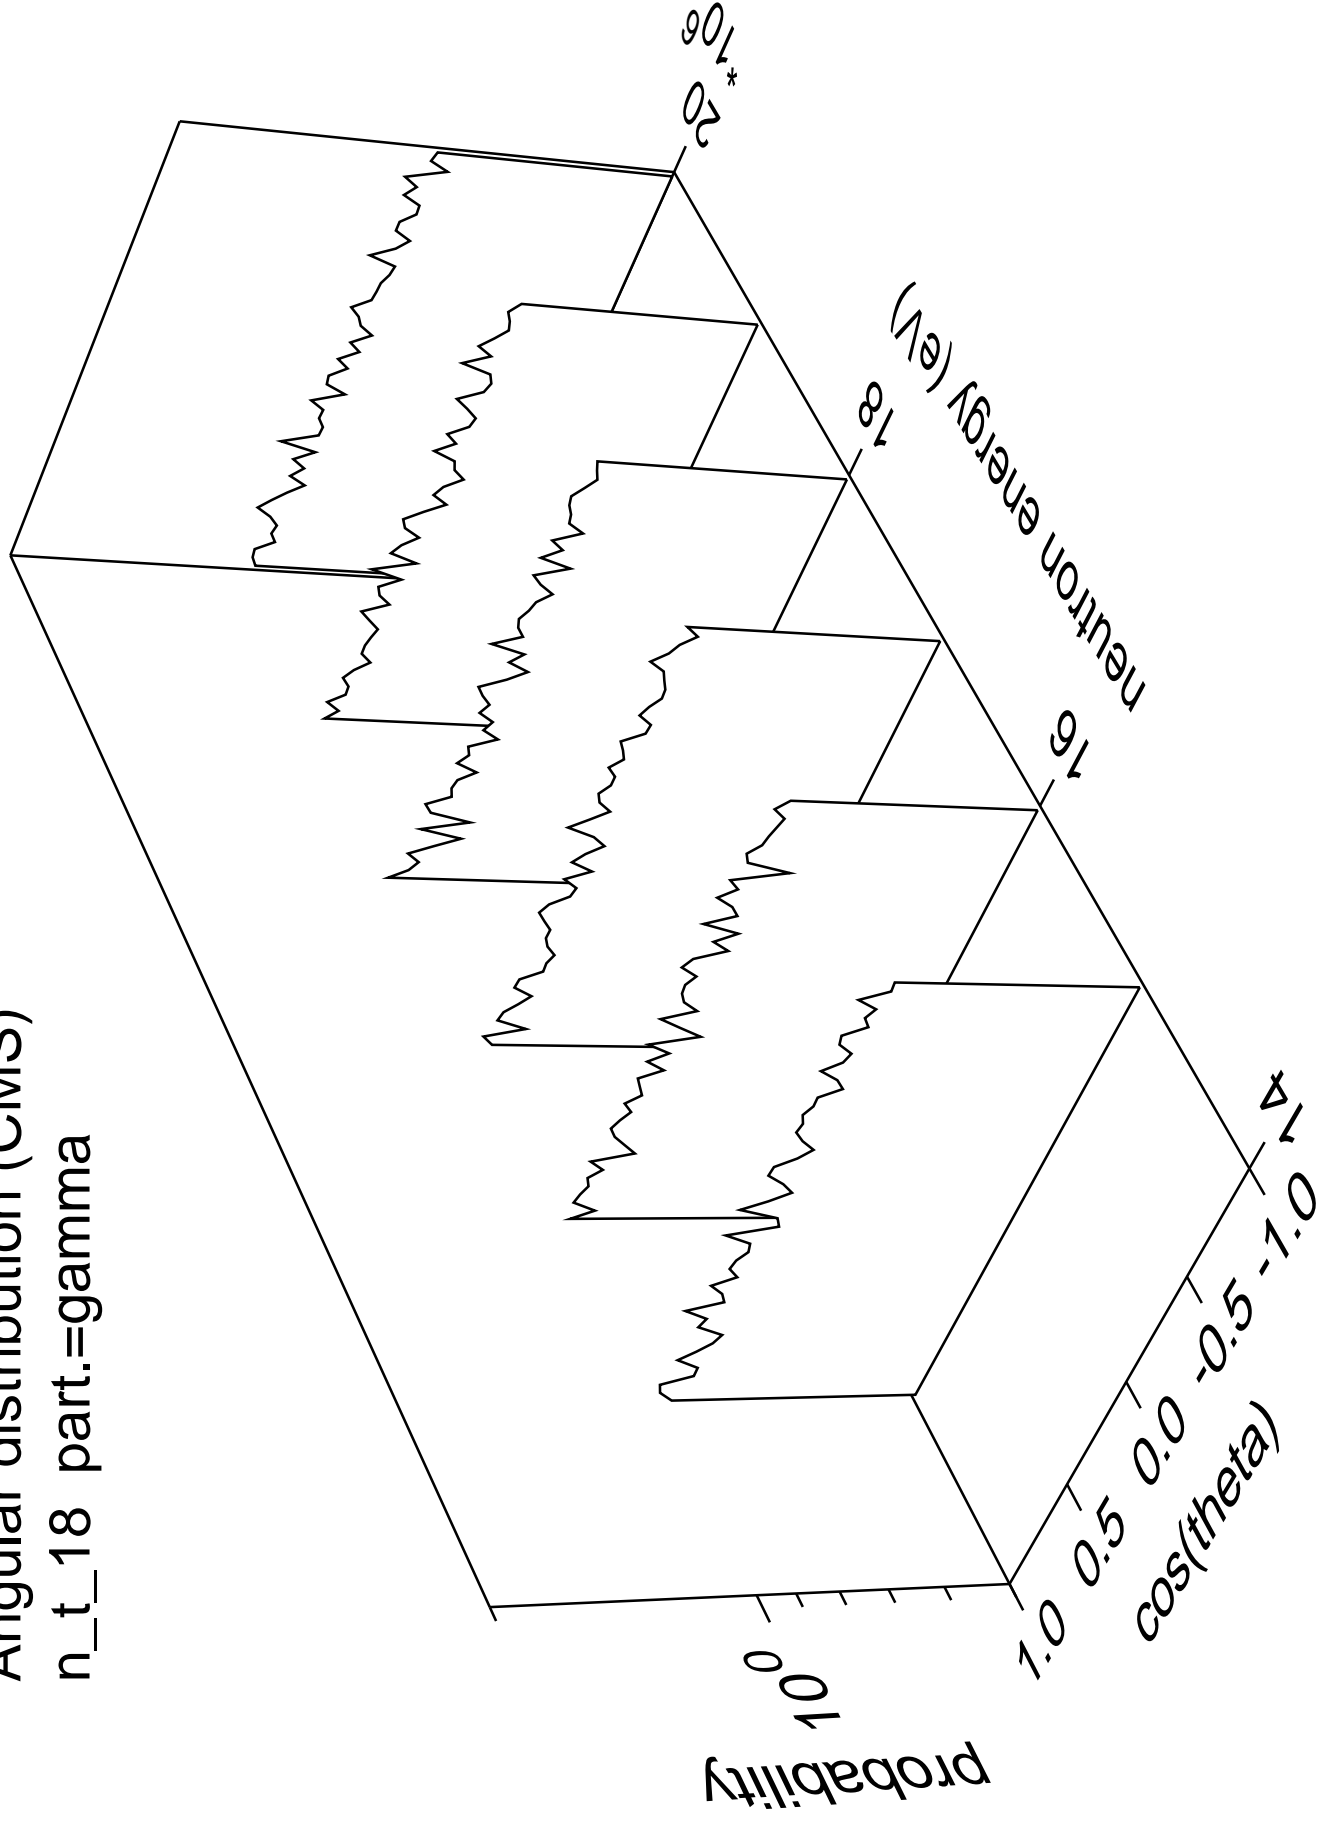 Angular distribution (CMS)
n_t_18 part.=gamma
probability
10 0
1.0 0.5 0.0 -0.5 -1.0
cos(theta)
14 16 18 20
* 10 6
neutron energy (eV)